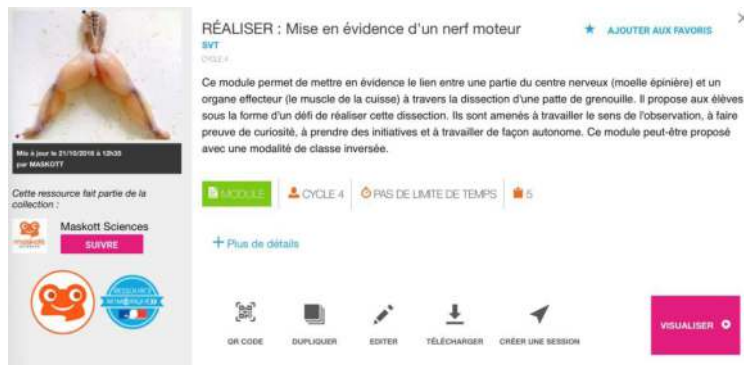 RÉALISER : Mise en évidence d'un nerf moteur
AJOUTER AUX FAVORIS
SVT
CYCLE 4
Ce module permet de mettre en évidence le lien entre une partie du centre nerveux (moelle épinière) et un
organe effecteur (le muscle de la cuisse) à travers la dissection d'une patte de grenouille. Il propose aux élèves
sous la forme d'un défi de réaliser cette dissection. Ils sont amenés à travailler le sens de l'observation, à faire
preuve de curiosité, à prendre des initiatives et à travailler de façon autonome. Ce module peut-être proposé
avec une modalité de classe inversée.
Mis à jour le 21/10/2016 à 12h35
par MASKOTT
Cette ressource fait partie de la
collection :
maskott
Maskott Sciences
SUIVRE
RESSOURCE
NUMÉRIQUE
MODULE
CYCLE 4
PAS DE LIMITE DE TEMPS
5
+ Plus de détails
QR CODE
DUPLIQUER
EDITER
TÉLÉCHARGER
CRÉER UNE SESSION
VISUALISER